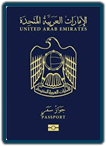 الإمارات العربية المتحدة
UNITED ARAB EMIRATES
جواز سفر
PASSPORT